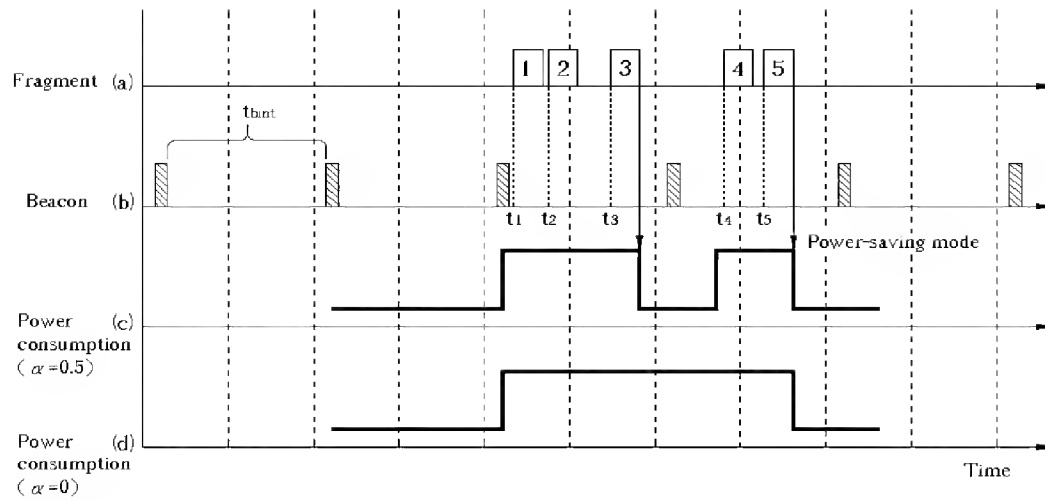 Fragment (a)
1 2 3 4 5
tbint
Beacon (b)
t1 t2 t3 t4 t5
Power-saving mode
Power (c)
consumption
( α=0.5)
Power (d)
consumption
( α=0)
Time